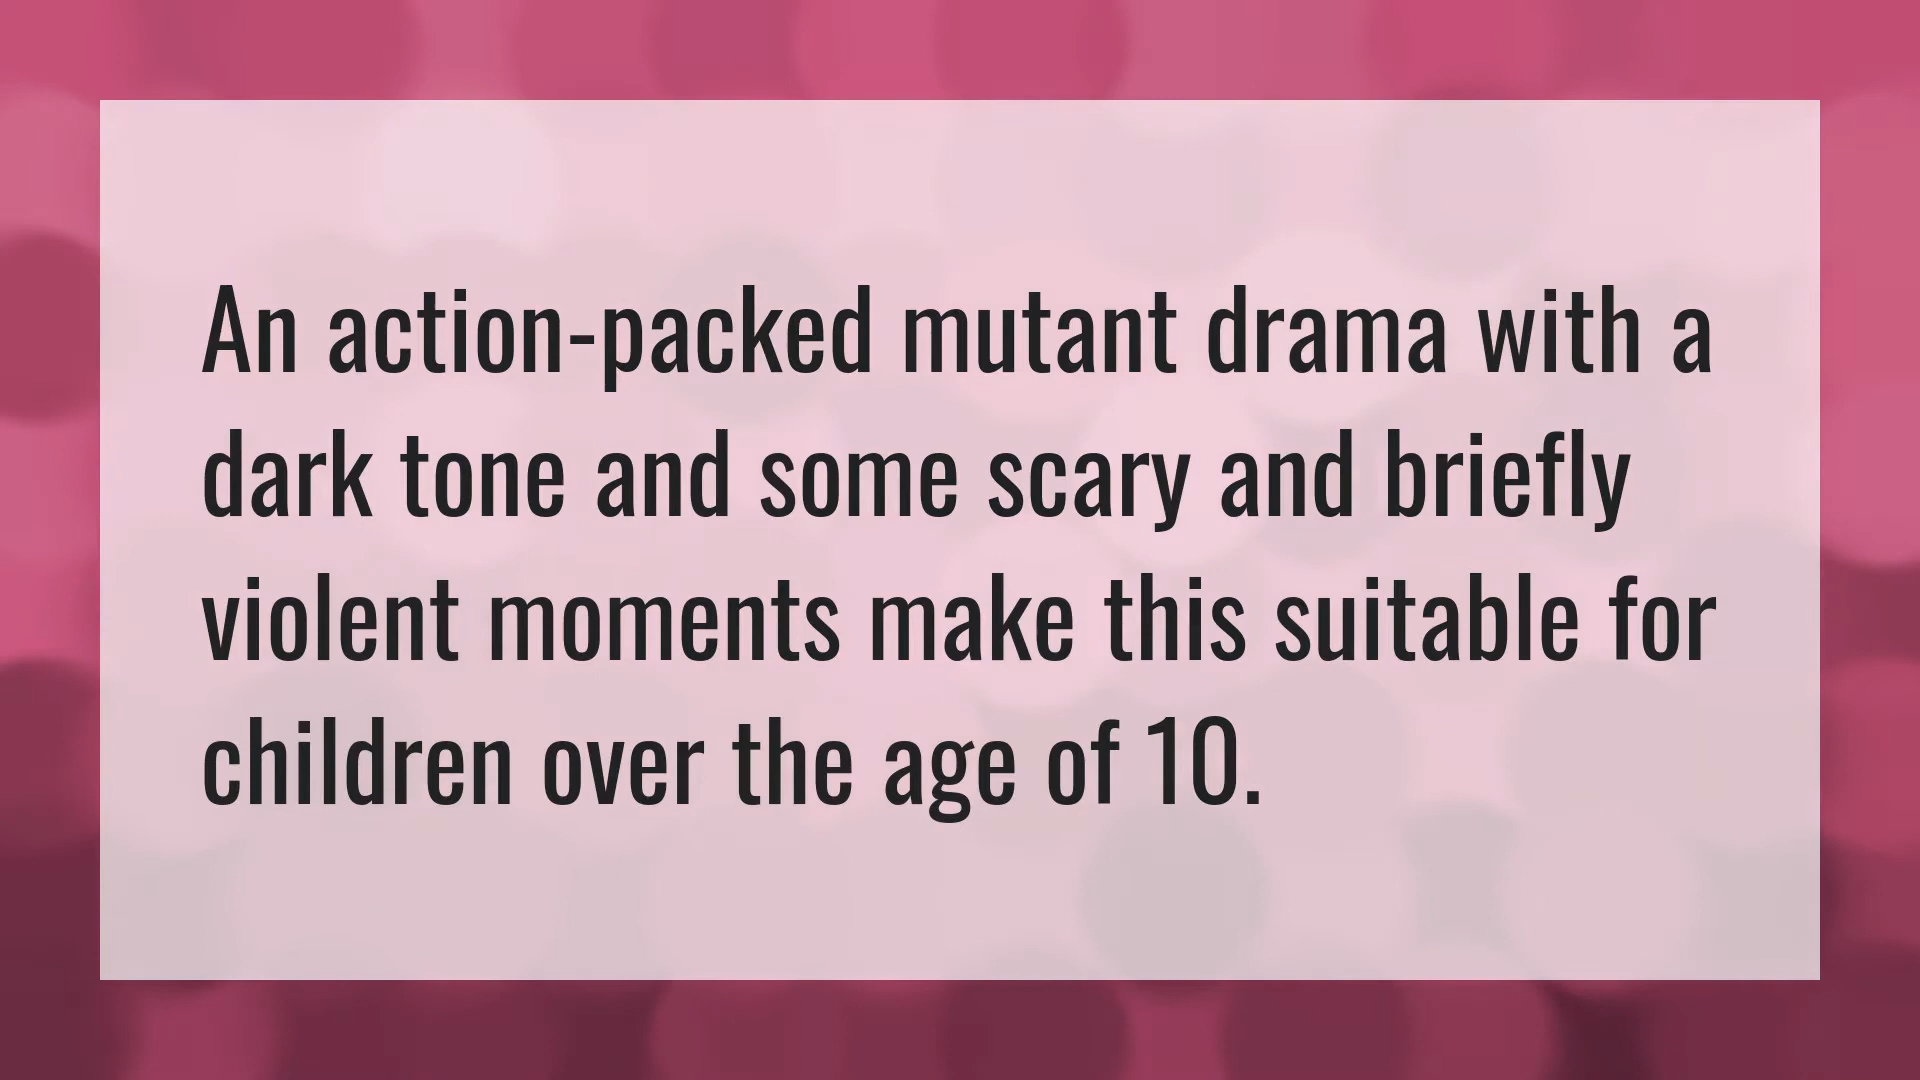 An action-packed mutant drama with a
dark tone and some scary and briefly
violent moments make this suitable for
children over the age of 10.